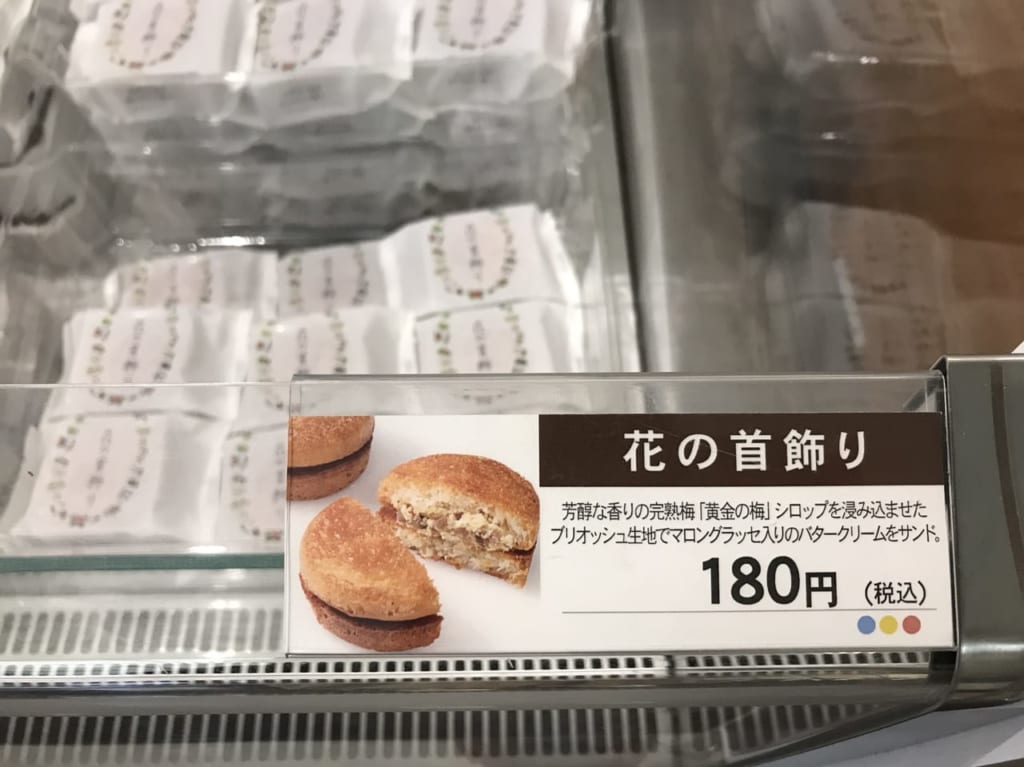 花の首飾り
芳醇な香りの完熟梅「黄金の梅」シロップを浸み込ませた
ブリオッシュ生地でマロングラッセ入りのバタークリームをサンド。
180円 (税込)